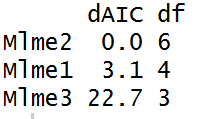 dAIC df
Mlme2 0.0 6
Mlme1 3.1 4
Mlme3 22.7 3